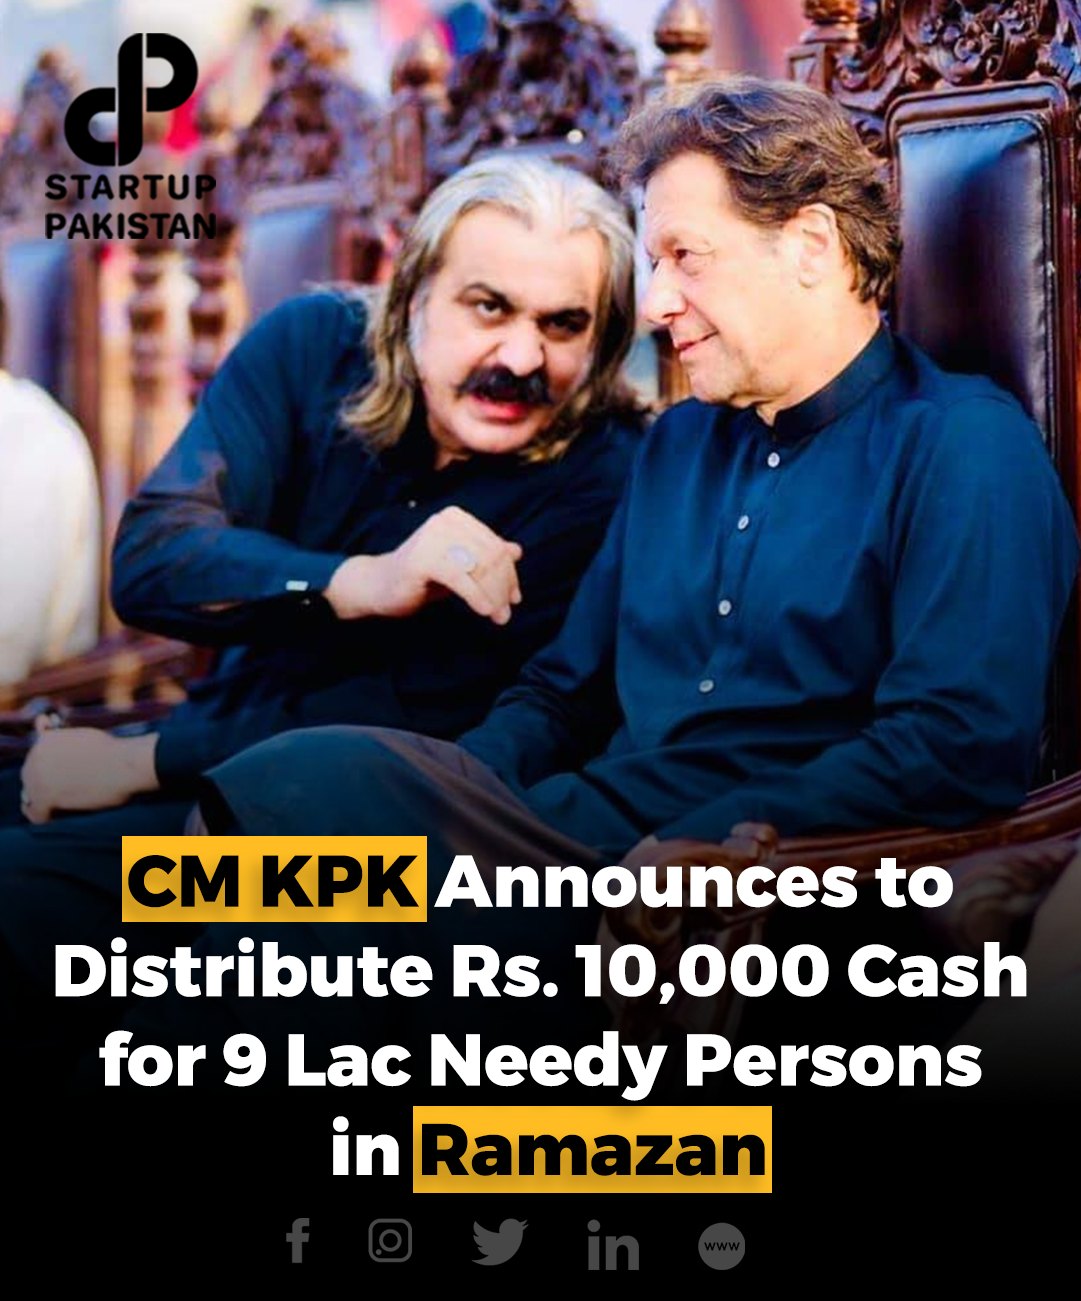 STARTUP
PAKISTAN
CM KPK Announces to
Distribute Rs. 10,000 Cash
for 9 Lac Needy Persons
in Ramazan
www